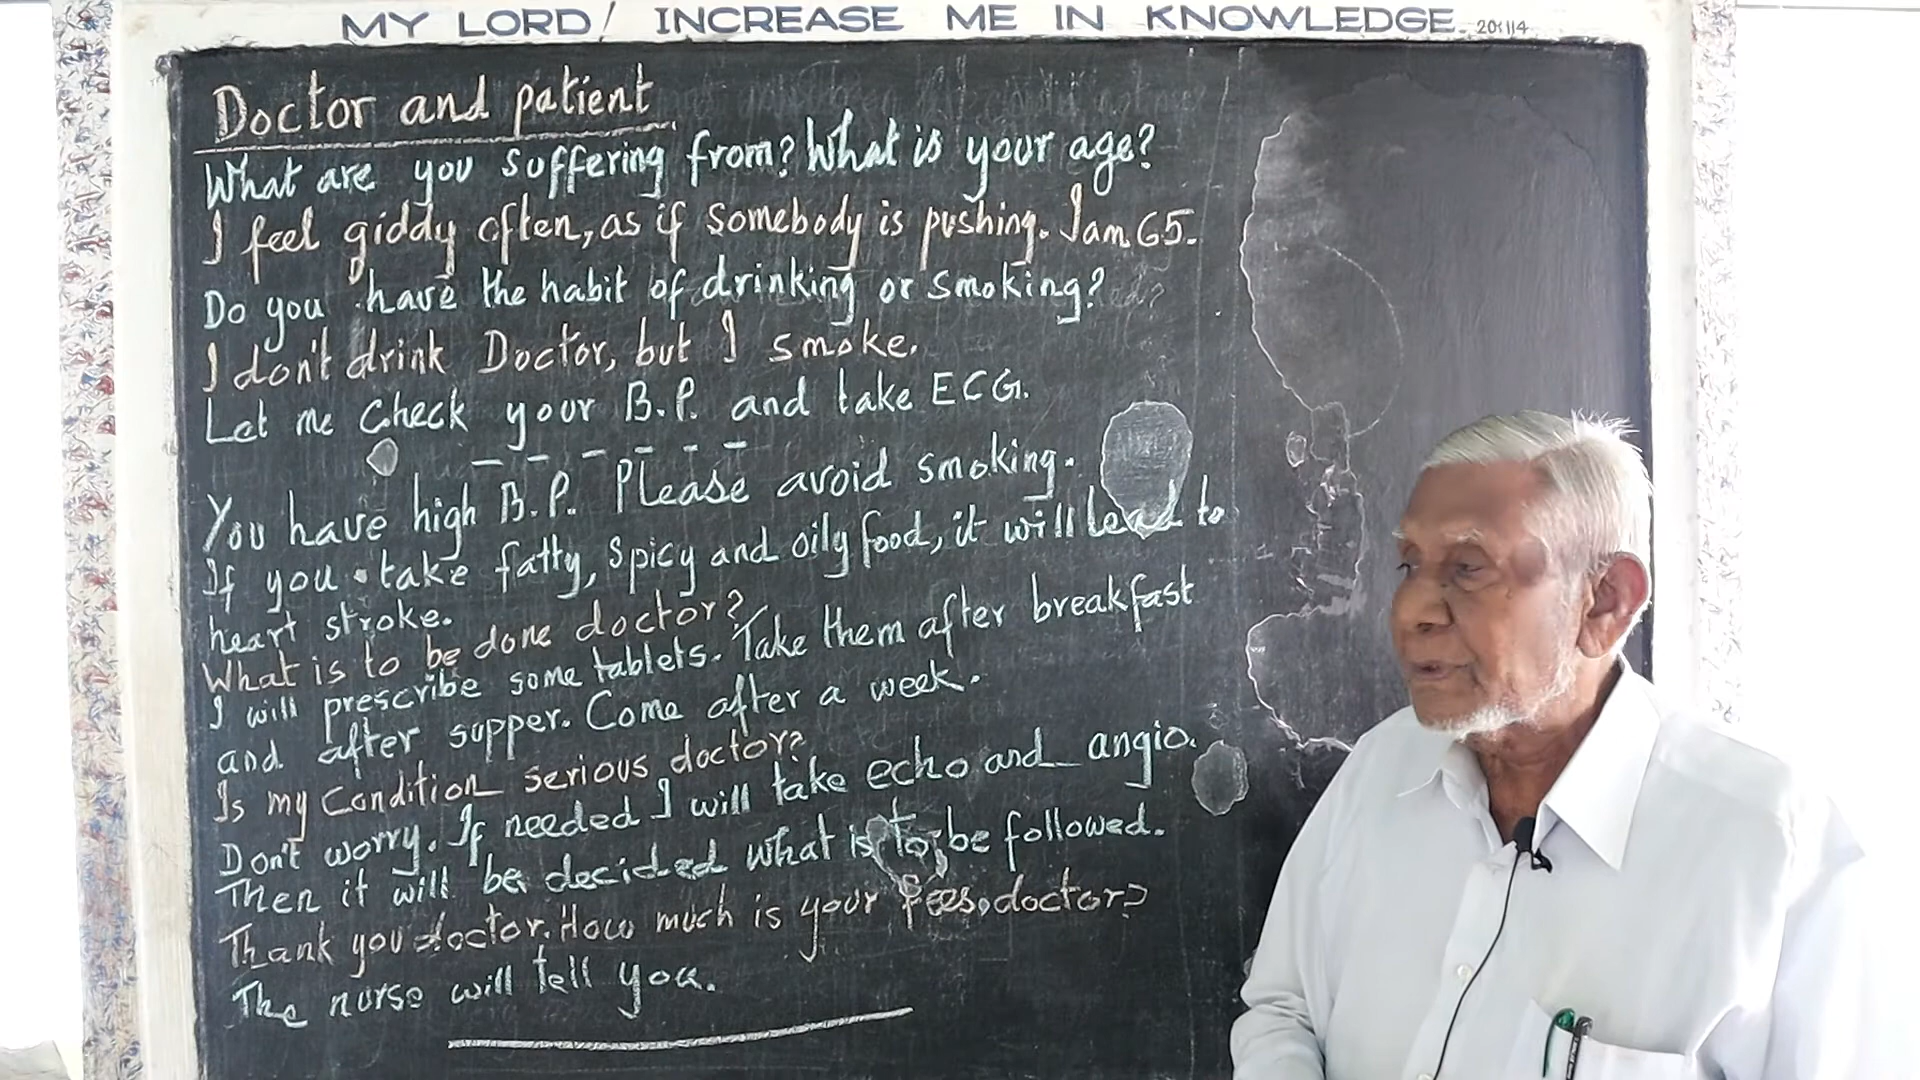 MY LORD! INCREASE ME IN KNOWLEDGE.
Doctor and patient
What are you suffering from? What is your age?
I feel giddy often, as if somebody is pushing. I am 65.
Do you have the habit of drinking or smoking?
I don't drink Doctor, but I smoke.
Let me check your B.P. and take ECG.
You have high B.P. Please avoid smoking.
If you take fatty, spicy and oily food, it will lead to
heart stroke.
What is to be done doctor?
I will prescribe some tablets. Take them after breakfast
and after supper. Come after a week.
Is my condition serious doctor?
Don't worry. If needed I will take echo and angio.
Then it will be decided what is to be followed.
Thank you doctor. How much is your fees, doctor?
The nurse will tell you.